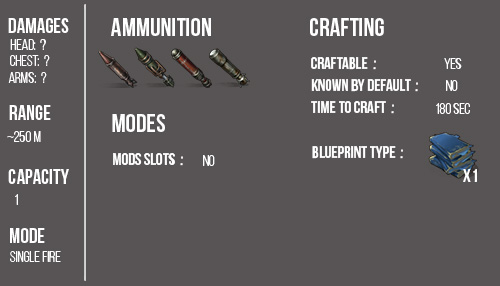 DAMAGES
HEAD: ?
CHEST: ?
ARMS: ?
RANGE
~250 M
CAPACITY
1
MODE
SINGLE FIRE
AMMUNITION
MODES
MODS SLOTS : NO
CRAFTING
CRAFTABLE : YES
KNOWN BY DEFAULT : NO
TIME TO CRAFT : 180 SEC
BLUEPRINT TYPE :
X1